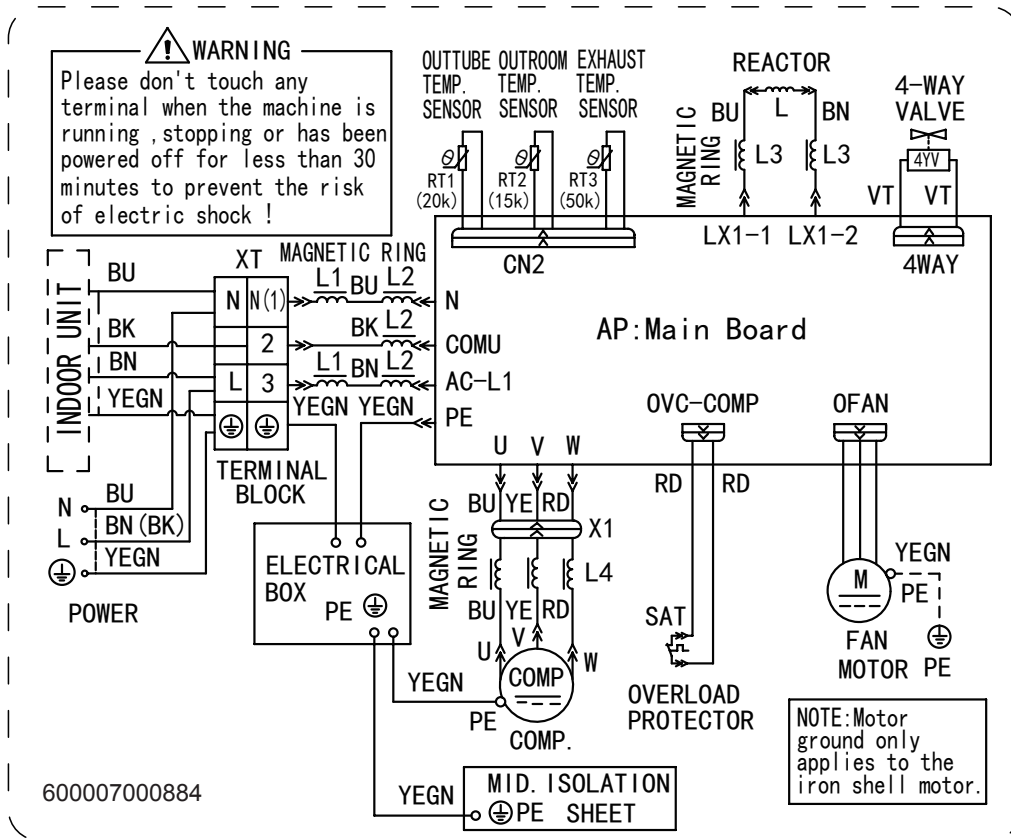 WARNING
Please don't touch any
terminal when the machine is
running , stopping or has been
powered off for less than 30
minutes to prevent the risk
of electric shock !
OUTTUBE
TEMP.
SENSOR
OUTROOM
TEMP.
SENSOR
EXHAUST
TEMP.
SENSOR
RT1
(20k)
RT2
(15k)
RT3
(50k)
CN2
REACTOR
BU
L
BN
MAGNETIC
RING
L3
L3
LX1-1
LX1-2
4-WAY
VALVE
4YV
VT
VT
4WAY
INDOOR UNIT
BU
BK
BN
YEGN
XT
N
N(1)
2
L
3
TERMINAL
BLOCK
MAGNETIC RING
L1
BU
L2
N
BK
L2
COMU
L1
BN
L2
AC-L1
YEGN
YEGN
PE
AP:Main Board
OVC-COMP
OFAN
U
V
W
N
BU
L
BN(BK)
YEGN
POWER
ELECTRICAL
BOX
PE
MAGNETIC
RING
BU
YE
RD
X1
L4
BU
YE
RD
U
V
W
COMP
YEGN
PE
COMP.
RD
RD
SAT
OVERLOAD
PROTECTOR
M
YEGN
PE
FAN
MOTOR
PE
NOTE:Motor
ground only
applies to the
iron shell motor.
600007000884
YEGN
MID. ISOLATION
PE SHEET